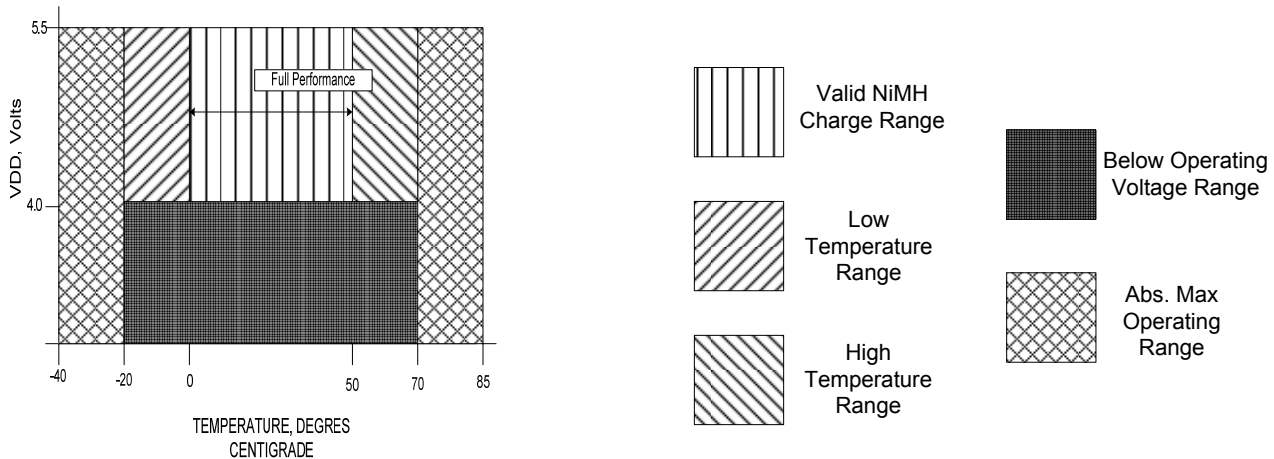 5.5
Full Performance
VDD, Volts
4.0
-40
-20
0
50
70
85
TEMPERATURE, DEGRES
CENTIGRADE
Valid NiMH
Charge Range
Low
Temperature
Range
High
Temperature
Range
Below Operating
Voltage Range
Abs. Max
Operating
Range